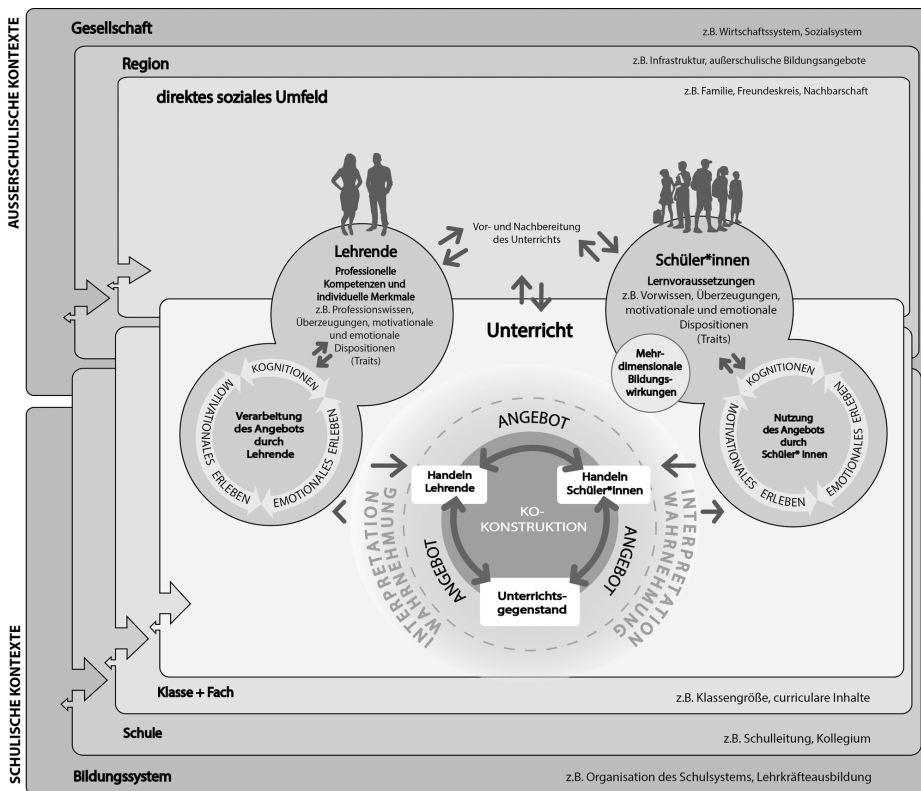 AUSSERSCHULISCHE KONTEXTE
Gesellschaft
z.B. Wirtschaftssystem, Sozialsystem
Region
z.B. Infrastruktur, außerschulische Bildungsangebote
direktes soziales Umfeld
z.B. Familie, Freundeskreis, Nachbarschaft
Vor- und Nachbereitung
des Unterrichts
Lehrende
Professionelle
Kompetenzen und
individuelle Merkmale
z.B. Professionswissen,
Überzeugungen, motivationale
und emotionale
Dispositionen
(Traits)
Schüler*innen
Lernvoraussetzungen
z.B. Vorwissen, Überzeugungen,
motivationale und emotionale
Dispositionen
(Traits)
Unterricht
Mehr-
dimensionale
Bildungs-
wirkungen
KOGNITIONEN
MOTIVATIONALES ERLEBEN
EMOTIONALES ERLEBEN
Verarbeitung
des Angebots
durch
Lehrende
KOGNITIONEN
MOTIVATIONALES ERLEBEN
EMOTIONALES ERLEBEN
Nutzung
des Angebots
durch
Schüler*innen
ANGEBOT
Handeln
Lehrende
Handeln
Schüler*innen
KO-
KONSTRUKTION
ANGEBOT
ANGEBOT
Unterrichts-
gegenstand
INTERPRETATION
WAHRNEHMUNG
INTERPRETATION
WAHRNEHMUNG
SCHULISCHE KONTEXTE
Klasse + Fach
z.B. Klassengröße, curriculare Inhalte
Schule
z.B. Schulleitung, Kollegium
Bildungssystem
z.B. Organisation des Schulsystems, Lehrkräfteausbildung